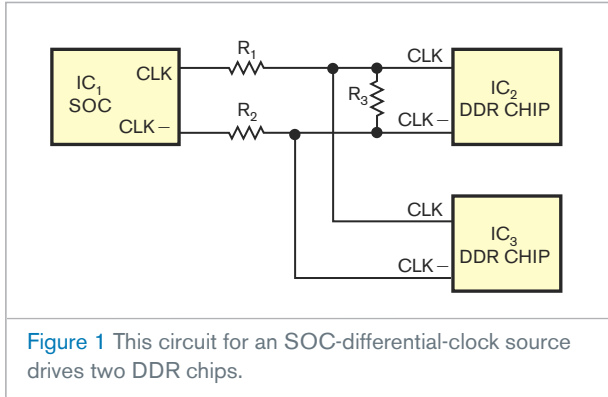 R1
CLK
CLK
IC1
SOC
R3
IC2
DDR CHIP
R2
CLK–
CLK–
CLK
IC3
DDR CHIP
CLK–
Figure 1 This circuit for an SOC-differential-clock source
drives two DDR chips.